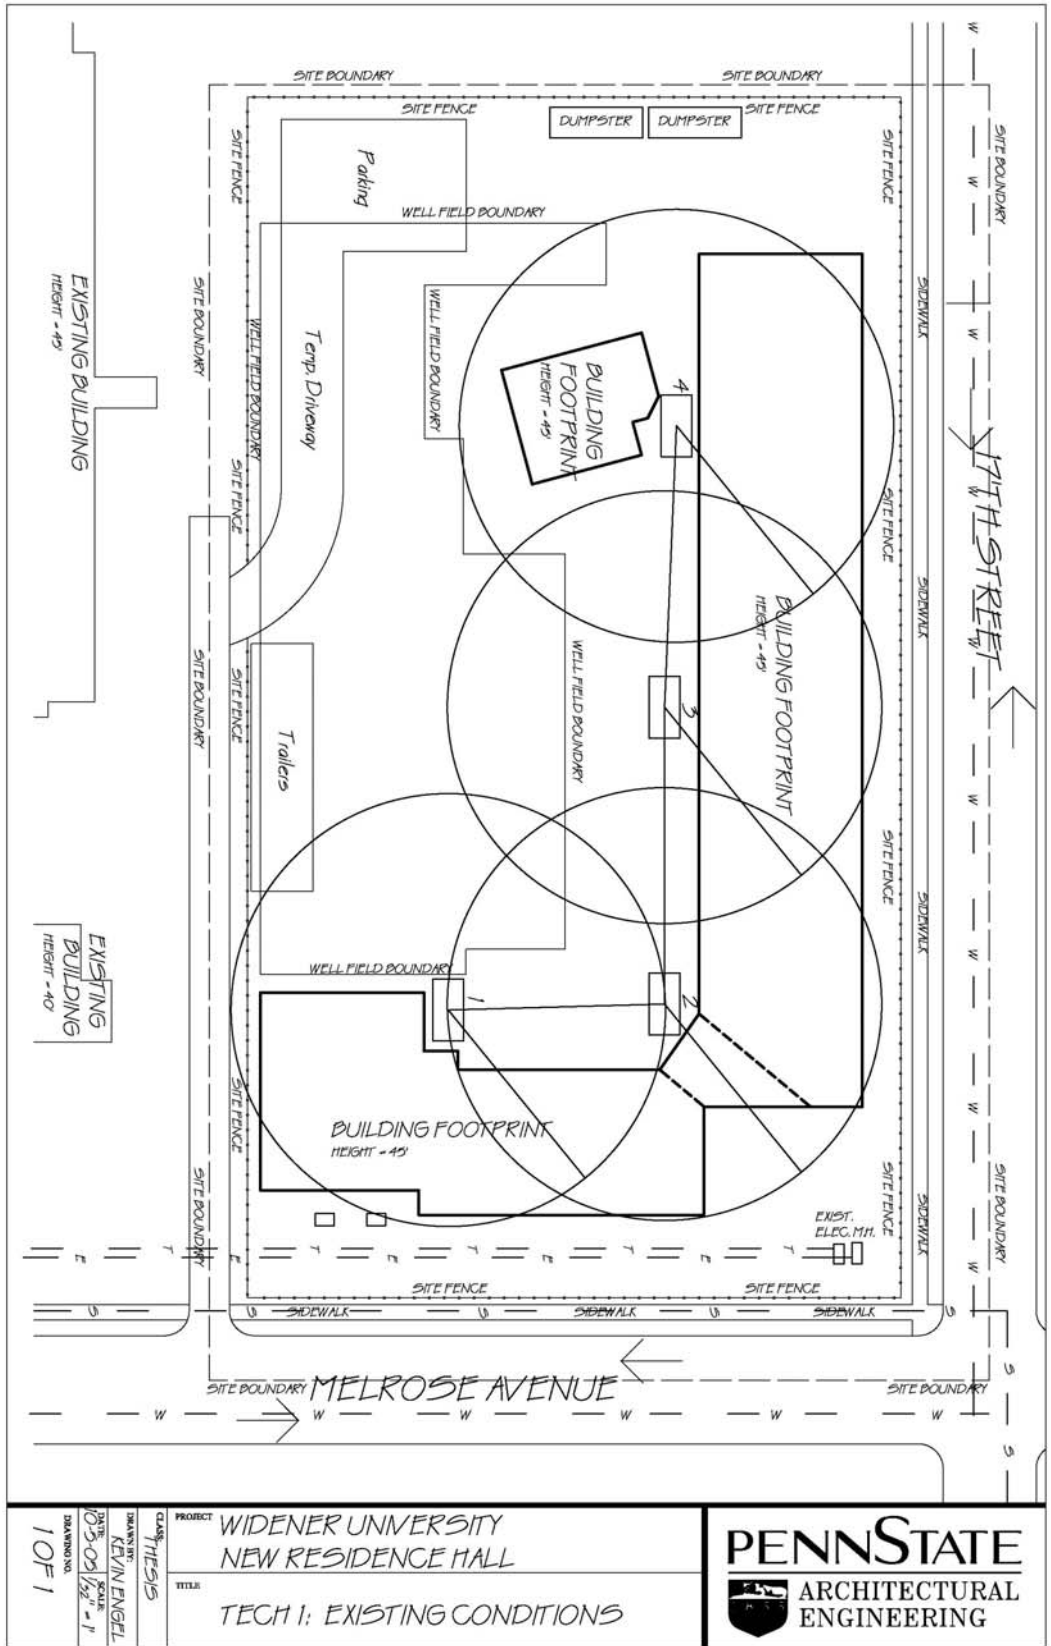 SITE BOUNDARY
SITE BOUNDARY
SITE FENCE
SITE FENCE
DUMPSTER
DUMPSTER
SITE FENCE
SITE FENCE
SITE BOUNDARY
W
W
Parking
WELL FIELD BOUNDARY
W
W
EXISTING BUILDING
HEIGHT = 45'
SITE BOUNDARY
WELL FIELD BOUNDARY
Temp. Driveway
WELL FIELD BOUNDARY
BUILDING
FOOTPRINT
HEIGHT = 45'
4
SIDEWALK
W
17TH STREET
W
W
SITE FENCE
SITE FENCE
BUILDING FOOTPRINT
HEIGHT = 45'
SIDEWALK
SITE BOUNDARY
SITE FENCE
WELL FIELD BOUNDARY
3
Trailers
W
W
SITE FENCE
SIDEWALK
EXISTING
BUILDING
HEIGHT = 40'
WELL FIELD BOUNDARY
1
2
W
W
SITE FENCE
BUILDING FOOTPRINT
HEIGHT = 45'
SITE BOUNDARY
SITE FENCE
SIDEWALK
SITE BOUNDARY
W
EXIST.
ELEC. M.H.
T T T T T
E E E E E
SITE FENCE
SITE FENCE
S S SIDEWALK S SIDEWALK S SIDEWALK S
S
S
SITE BOUNDARY
MELROSE AVENUE
SITE BOUNDARY
W W W W W W
PROJECT
WIDENER UNIVERSITY
NEW RESIDENCE HALL
TITLE
TECH 1: EXISTING CONDITIONS
CLASS:
THESIS
DRAWN BY:
KEVIN ENGEL
DATE:
10-5-05
SCALE:
1/32" = 1'
DRAWING NO.
1 OF 1
PENNSTATE
ARCHITECTURAL
ENGINEERING